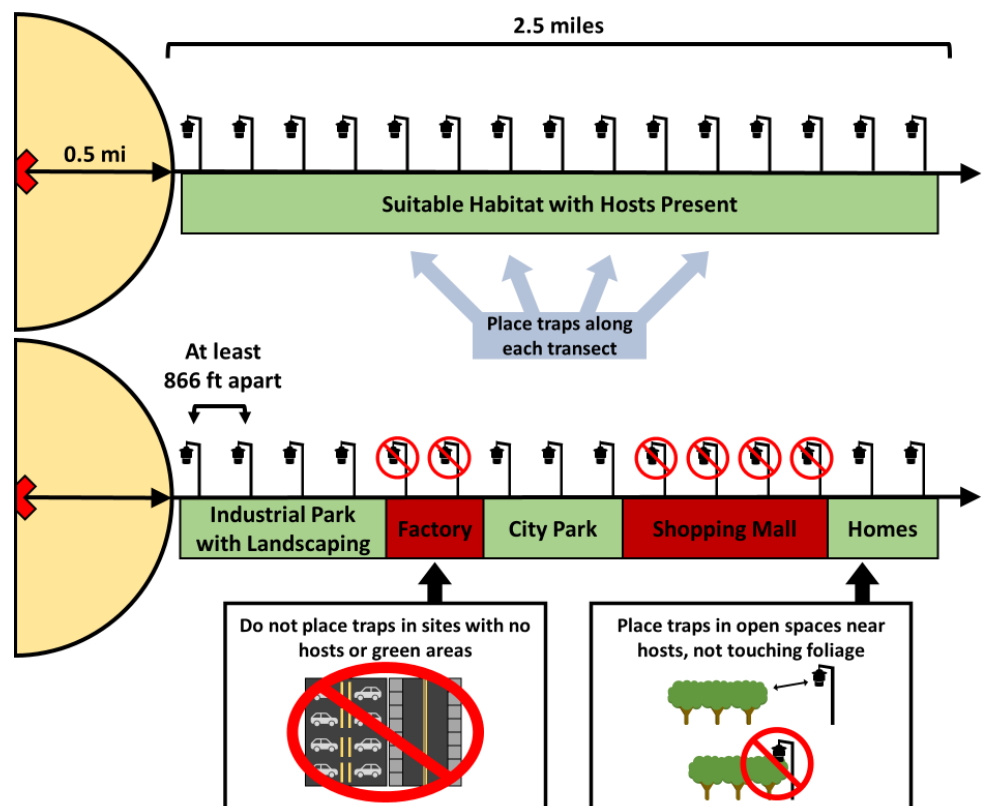 2.5 miles
0.5 mi
Suitable Habitat with Hosts Present
Place traps along
each transect
At least
866 ft apart
Industrial Park
with Landscaping
Factory
City Park
Shopping Mall
Homes
Do not place traps in sites with no
hosts or green areas
Place traps in open spaces near
hosts, not touching foliage